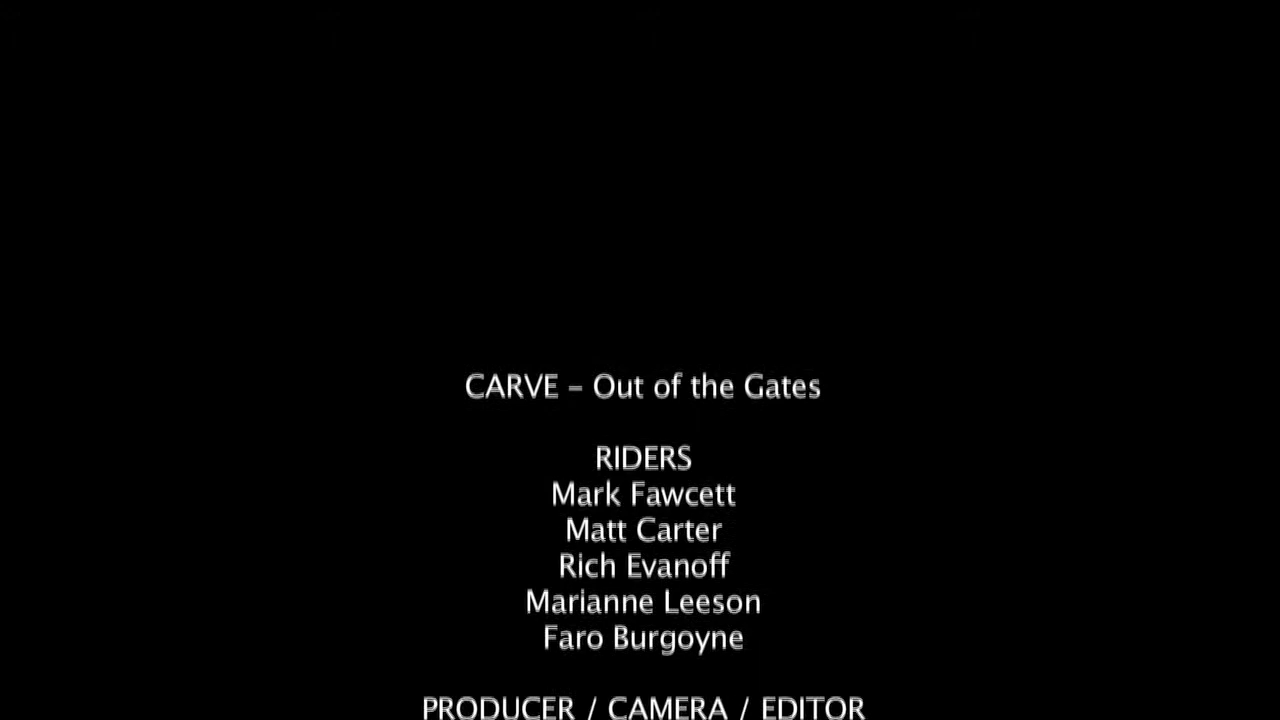 CARVE – Out of the Gates
RIDERS
Mark Fawcett
Matt Carter
Rich Evanoff
Marianne Leeson
Faro Burgoyne
PRODUCER / CAMERA / EDITOR